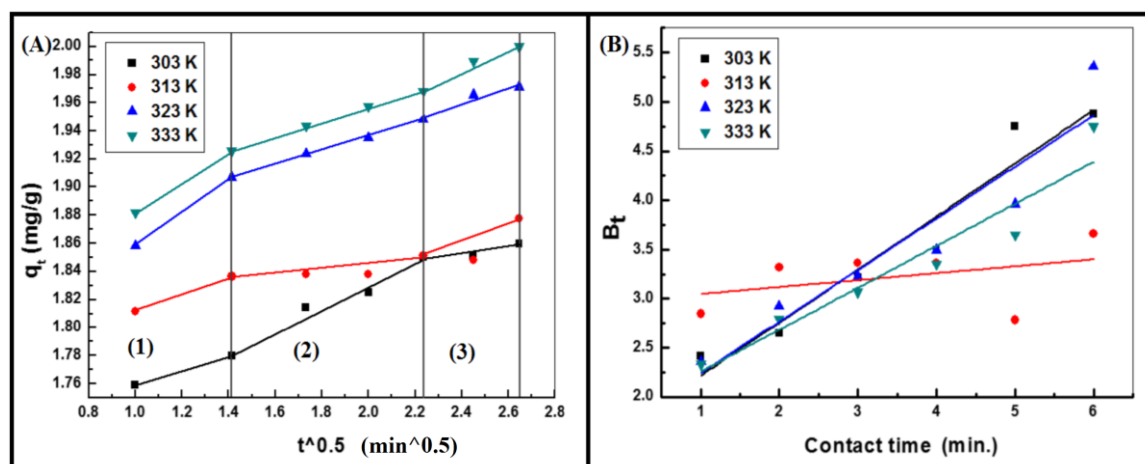 (A)
303 K
313 K
323 K
333 K
2.00
1.98
1.96
1.94
1.92
1.90
1.88
1.86
1.84
1.82
1.80
1.78
1.76
qt (mg/g)
(1)
(2)
(3)
0.8 1.0 1.2 1.4 1.6 1.8 2.0 2.2 2.4 2.6 2.8
t^0.5 (min^0.5)
(B)
303 K
313 K
323 K
333 K
5.5
5.0
4.5
4.0
3.5
3.0
2.5
2.0
Bt
1 2 3 4 5 6
Contact time (min.)